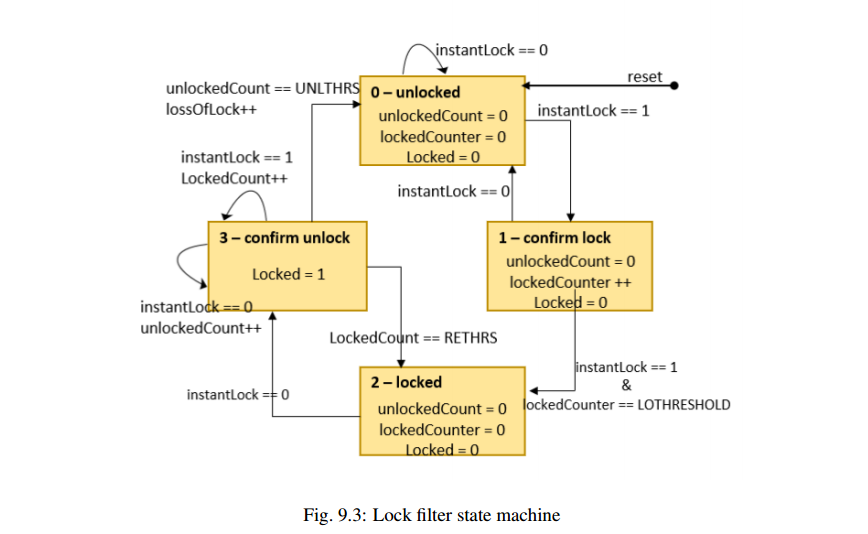 instantLock == 0
reset
unlockedCount == UNLTHRS
lossOfLock++
0 – unlocked
unlockedCount = 0
lockedCounter = 0
Locked = 0
instantLock == 1
instantLock == 1
LockedCount++
instantLock == 0
3 – confirm unlock
Locked = 1
1 – confirm lock
unlockedCount = 0
lockedCounter ++
Locked = 0
instantLock == 0
unlockedCount++
LockedCount == RETHRS
instantLock == 1
&
lockedCounter == LOTHRESHOLD
instantLock == 0
2 – locked
unlockedCount = 0
lockedCounter = 0
Locked = 0
Fig. 9.3: Lock filter state machine